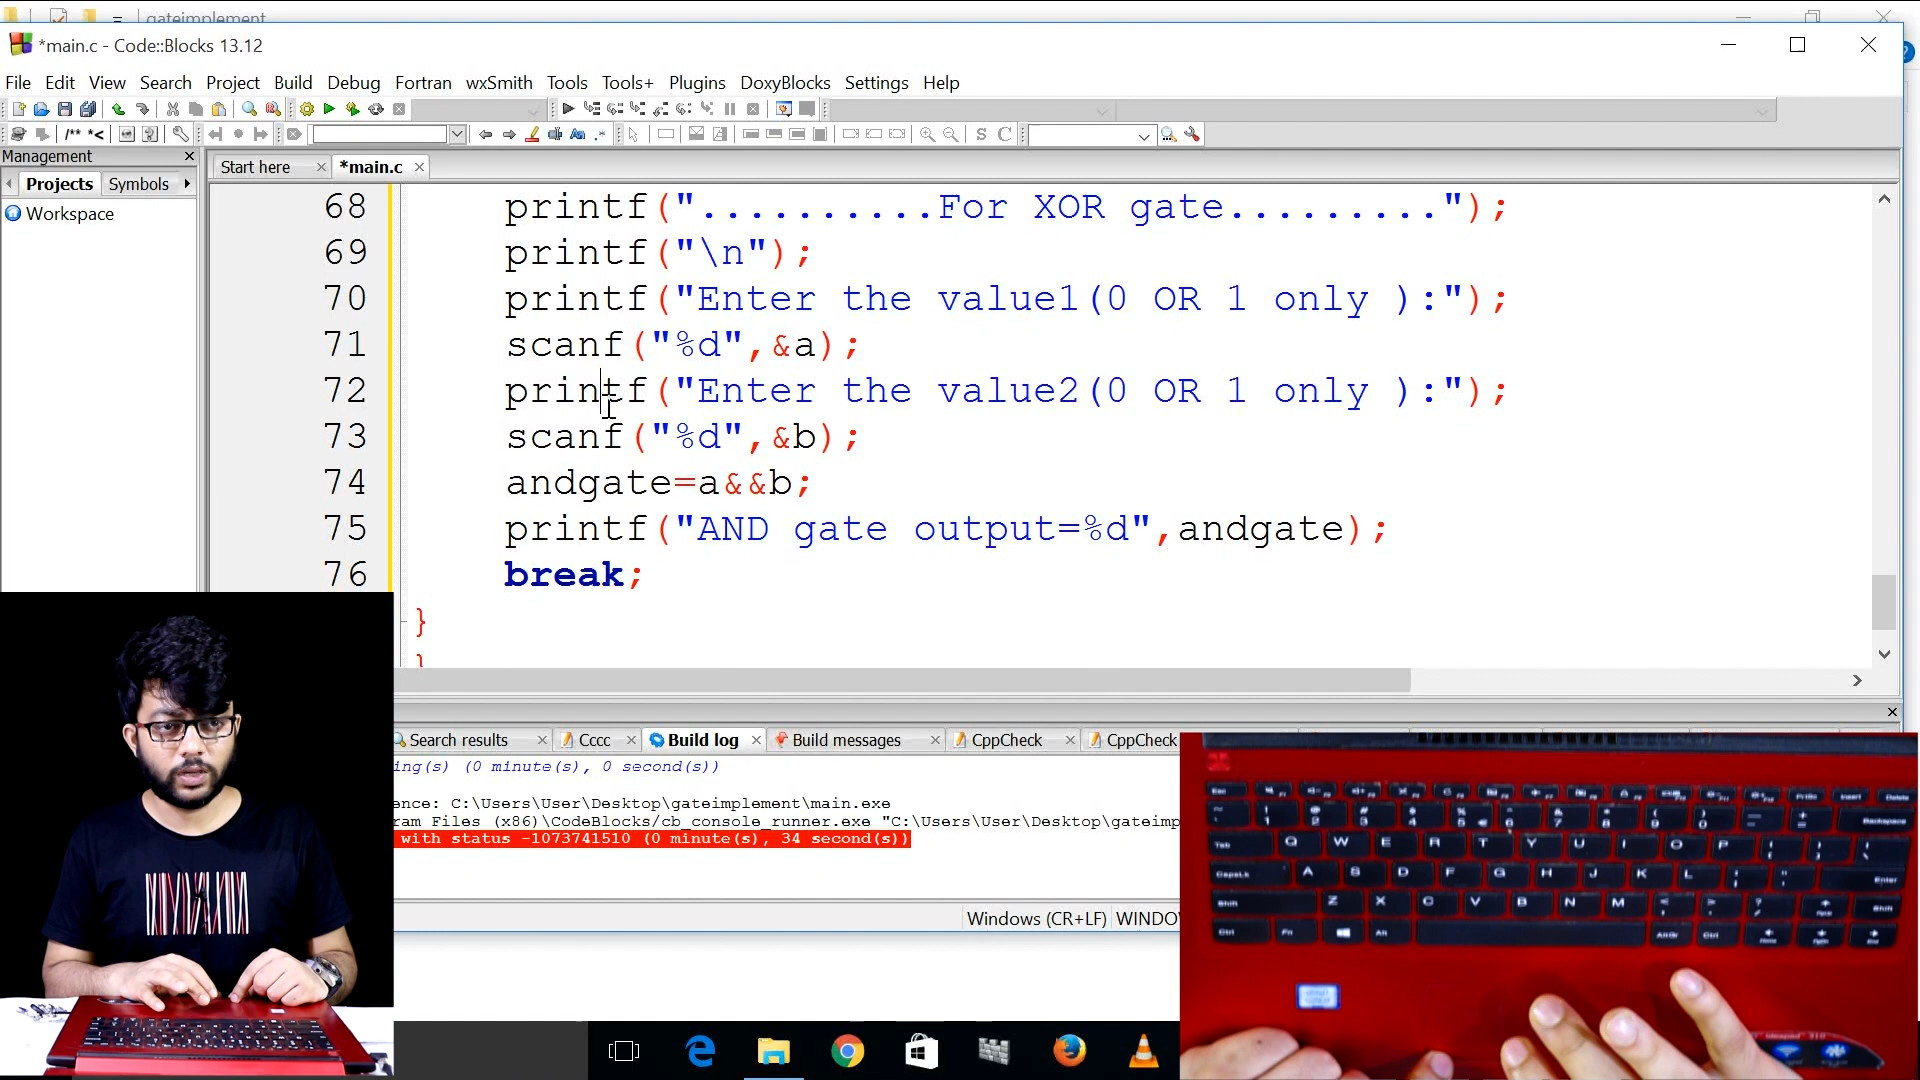 gateimplement
*main.c - Code::Blocks 13.12
File Edit View Search Project Build Debug Fortran wxSmith Tools Tools+ Plugins DoxyBlocks Settings Help
/** *<
Management
Start here *main.c
Projects Symbols
Workspace
68 printf("..........For XOR gate.........");
69 printf("\n");
70 printf("Enter the value1(0 OR 1 only ):");
71 scanf("%d",&a);
72 printf("Enter the value2(0 OR 1 only ):");
73 scanf("%d",&b);
74 andgate=a&&b;
75 printf("AND gate output=%d",andgate);
76 break;
}
}
Search results Cccc Build log Build messages CppCheck CppCheck
ing(s) (0 minute(s), 0 second(s))
ence: C:\Users\User\Desktop\gateimplement\main.exe
ram Files (x86)\CodeBlocks/cb_console_runner.exe "C:\Users\User\Desktop\gateimp
with status -1073741510 (0 minute(s), 34 second(s))
Windows (CR+LF) WINDO
Q W E R T Y U I O P
A S D F G H J K L
Z X C V B N M